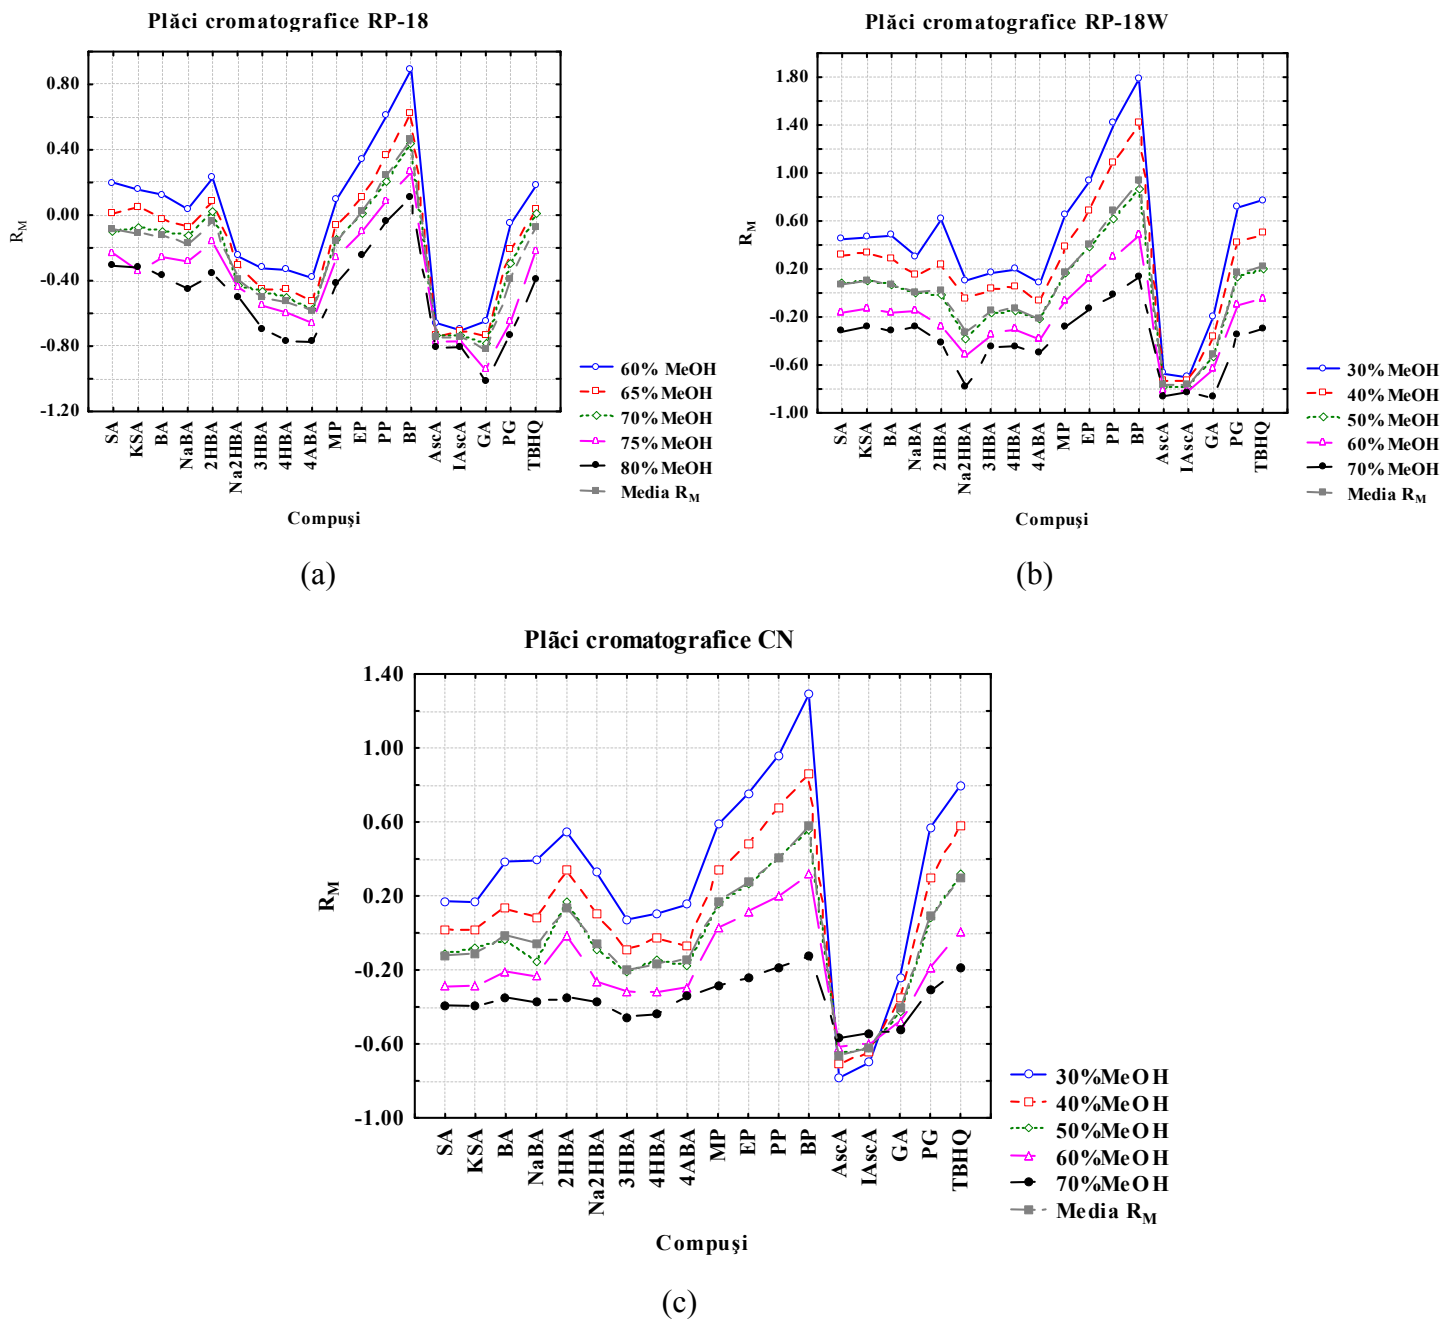 Plăci cromatografice RP-18
R_M
0.80
0.40
0.00
-0.40
-0.80
-1.20
SA
KSA
BA
NaBA
2HBA
Na2HBA
3HBA
4HBA
4ABA
MP
EP
PP
BP
AscA
IAscA
GA
PG
TBHQ
Compuşi
60% MeOH
65%MeOH
70%MeOH
75%MeOH
80%MeOH
Media R_M
(a)
Plăci cromatografice RP-18W
R_M
1.80
1.40
1.00
0.60
0.20
-0.20
-0.60
-1.00
SA
KSA
BA
NaBA
2HBA
Na2HBA
3HBA
4HBA
4ABA
MP
EP
PP
BP
AscA
IAscA
GA
PG
TBHQ
Compuşi
30%MeOH
40%MeOH
50%MeOH
60%MeOH
70%MeOH
Media R_M
(b)
Plãci cromatografice CN
R_M
1.40
1.00
0.60
0.20
-0.20
-0.60
-1.00
SA
KSA
BA
NaBA
2HBA
Na2HBA
3HBA
4HBA
4ABA
MP
EP
PP
BP
AscA
IAscA
GA
PG
TBHQ
Compuşi
30%MeOH
40%MeOH
50%MeOH
60%MeOH
70%MeOH
Media R_M
(c)